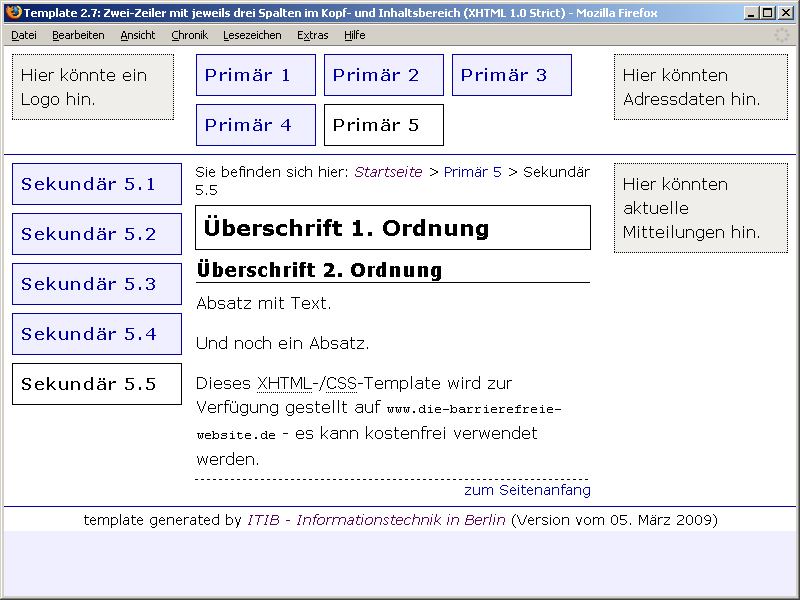 Template 2.7: Zwei-Zeiler mit jeweils drei Spalten im Kopf- und Inhaltsbereich (XHTML 1.0 Strict) - Mozilla Firefox
Datei Bearbeiten Ansicht Chronik Lesezeichen Extras Hilfe
Hier könnte ein
Logo hin.
Primär 1 Primär 2 Primär 3
Primär 4 Primär 5
Hier könnten
Adressdaten hin.
Sekundär 5.1
Sekundär 5.2
Sekundär 5.3
Sekundär 5.4
Sekundär 5.5
Sie befinden sich hier: Startseite > Primär 5 > Sekundär
5.5
Überschrift 1. Ordnung
Überschrift 2. Ordnung
Absatz mit Text.
Und noch ein Absatz.
Dieses XHTML-/CSS-Template wird zur
Verfügung gestellt auf www.die-barrierefreie-
website.de - es kann kostenfrei verwendet
werden.
zum Seitenanfang
Hier könnten
aktuelle
Mitteilungen hin.
template generated by ITIB - Informationstechnik in Berlin (Version vom 05. März 2009)